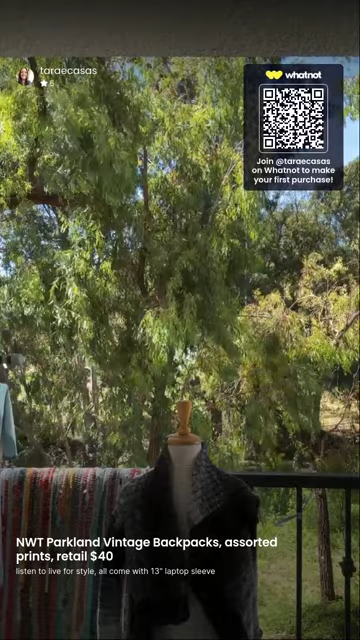 taraecasas
★ 5
whatnot
Join @taraecasas
on Whatnot to make
your first purchase!
NWT Parkland Vintage Backpacks, assorted
prints, retail $40
listen to live for style, all come with 13" laptop sleeve